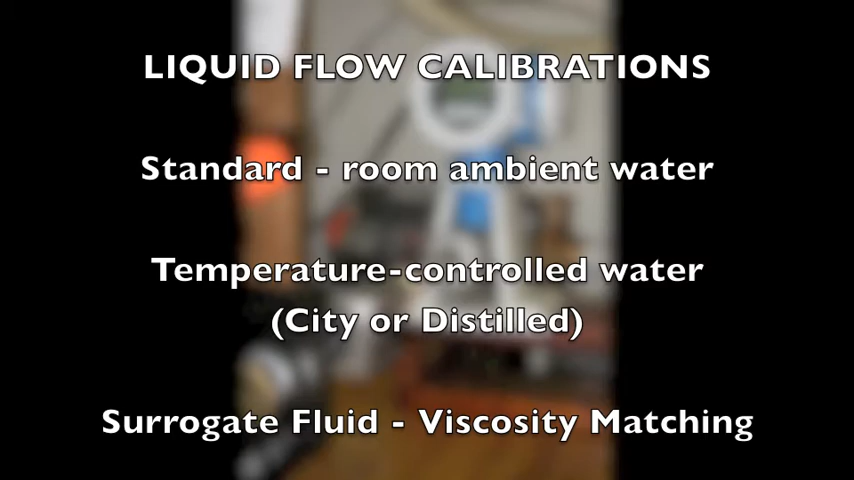 LIQUID FLOW CALIBRATIONS
Standard - room ambient water
Temperature-controlled water
(City or Distilled)
Surrogate Fluid - Viscosity Matching